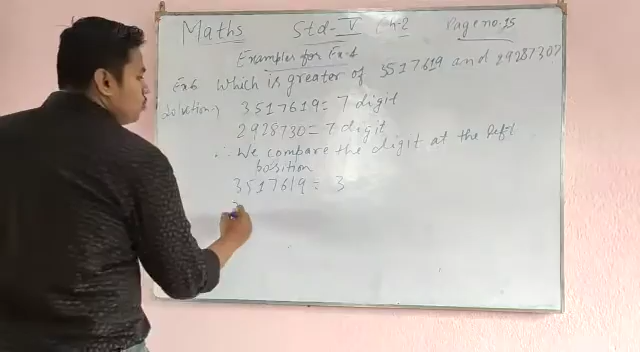 Maths Std-V Ch-2 Page no. 15
Examples for Ex-1
Ex6 Which is greater of 3517619 and 2928730?
Solution→ 3517619 = 7 digit
2928730 = 7 digit
∴ We compare the digit at the left
position
3517619 = 3